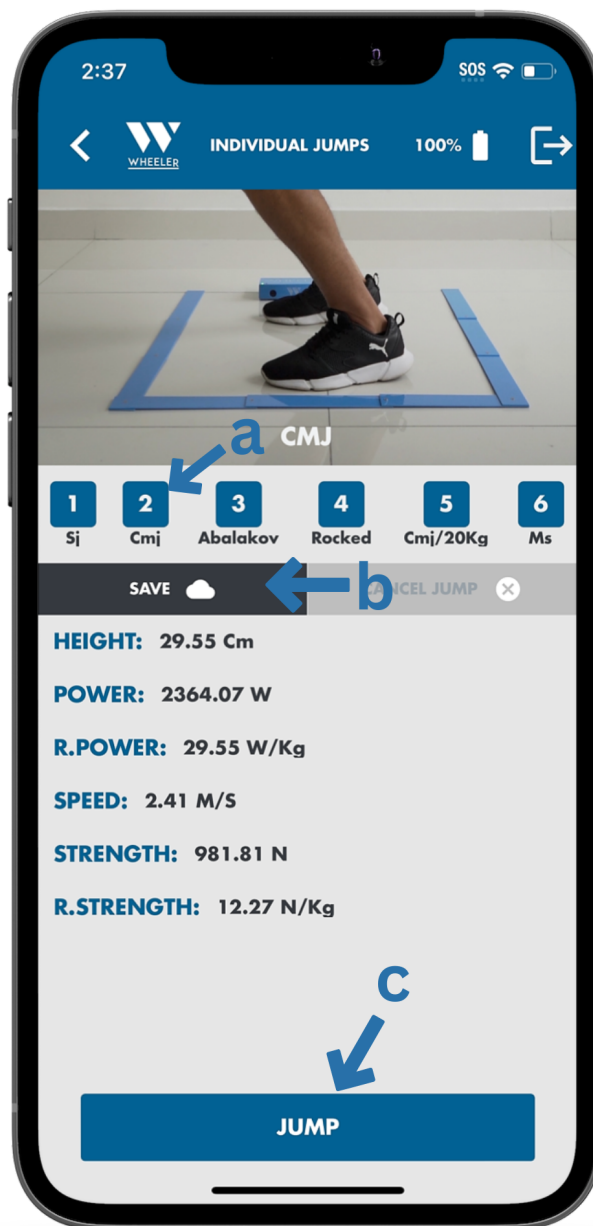 2:37 SOS
W WHEELER INDIVIDUAL JUMPS 100%
a
CMJ
1 2 3 4 5 6
Sj Cmj Abalakov Rocked Cmj/20Kg Ms
SAVE b CANCEL JUMP
HEIGHT: 29.55 Cm
POWER: 2364.07 W
R.POWER: 29.55 W/Kg
SPEED: 2.41 M/S
STRENGTH: 981.81 N
R.STRENGTH: 12.27 N/Kg
c
JUMP